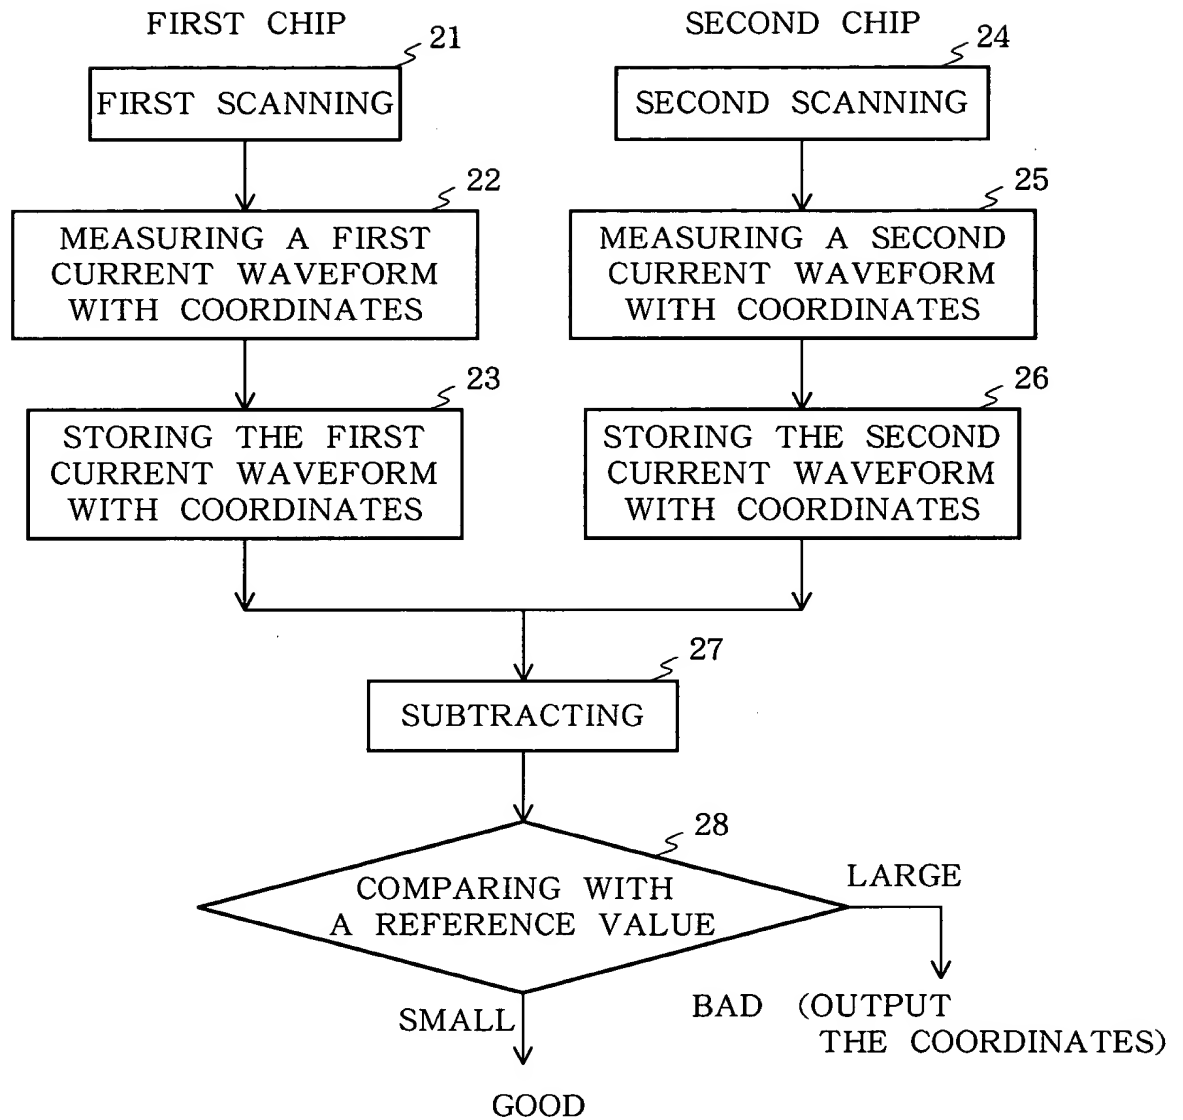 FIRST CHIP
21
FIRST SCANNING
22
MEASURING A FIRST
CURRENT WAVEFORM
WITH COORDINATES
23
STORING THE FIRST
CURRENT WAVEFORM
WITH COORDINATES
SECOND CHIP
24
SECOND SCANNING
25
MEASURING A SECOND
CURRENT WAVEFORM
WITH COORDINATES
26
STORING THE SECOND
CURRENT WAVEFORM
WITH COORDINATES
27
SUBTRACTING
28
COMPARING WITH
A REFERENCE VALUE
LARGE
BAD (OUTPUT
THE COORDINATES)
SMALL
GOOD